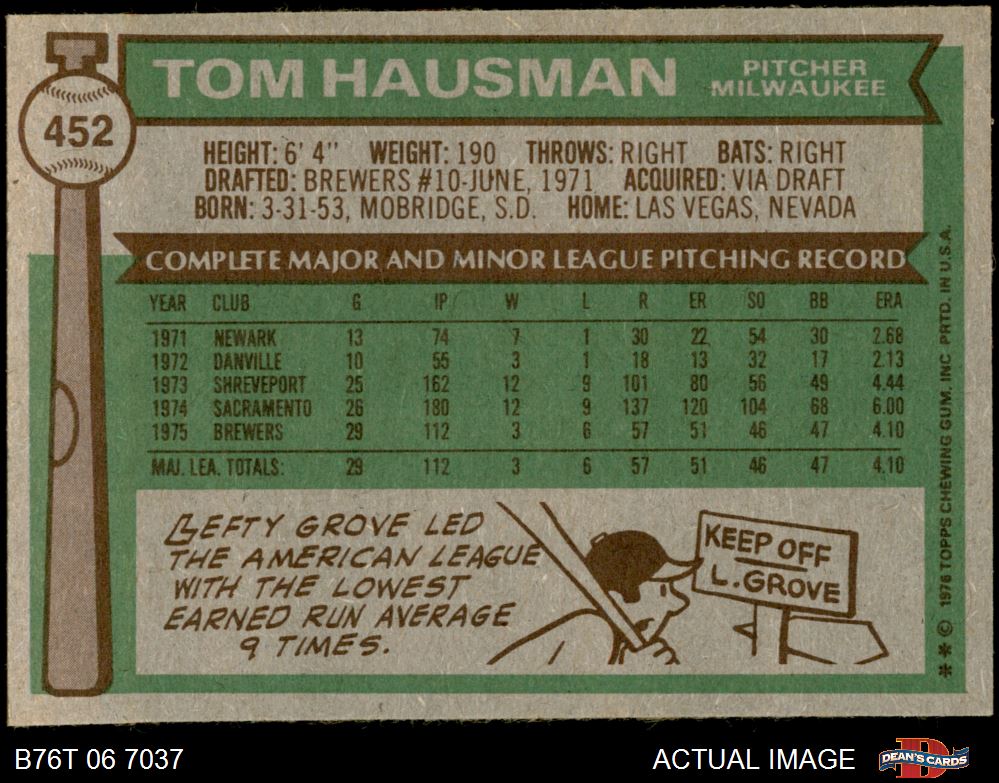 TOM HAUSMAN
PITCHER
MILWAUKEE
452
HEIGHT: 6' 4" WEIGHT: 190 THROWS: RIGHT BATS: RIGHT
DRAFTED: BREWERS #10-JUNE, 1971 ACQUIRED: VIA DRAFT
BORN: 3-31-53, MOBRIDGE, S.D. HOME: LAS VEGAS, NEVADA
COMPLETE MAJOR AND MINOR LEAGUE PITCHING RECORD
YEAR CLUB G IP W L R ER SO BB ERA
1971 NEWARK 13 74 7 1 30 22 54 30 2.68
1972 DANVILLE 10 55 3 1 18 13 32 17 2.13
1973 SHREVEPORT 25 162 12 9 101 80 56 49 4.44
1974 SACRAMENTO 26 180 12 9 137 120 104 68 6.00
1975 BREWERS 29 112 3 6 57 51 46 47 4.10
MAJ. LEA. TOTALS: 29 112 3 6 57 51 46 47 4.10
LEFTY GROVE LED
THE AMERICAN LEAGUE
WITH THE LOWEST
EARNED RUN AVERAGE
9 TIMES.
KEEP OFF
L. GROVE
* * © 1976 TOPPS CHEWING GUM, INC. PRTD. IN U.S.A.
B76T 06 7037
ACTUAL IMAGE
DEAN'S CARDS